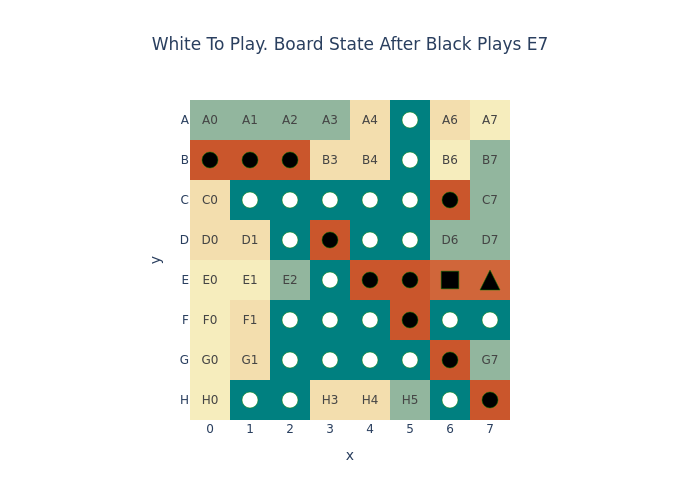 White To Play. Board State After Black Plays E7
A A0 A1 A2 A3 A4 A6 A7
B B3 B4 B6 B7
C C0 C7
D D0 D1 D6 D7
E E0 E1 E2
F F0 F1
G G0 G1 G7
H H0 H3 H4 H5
0 1 2 3 4 5 6 7
x
y